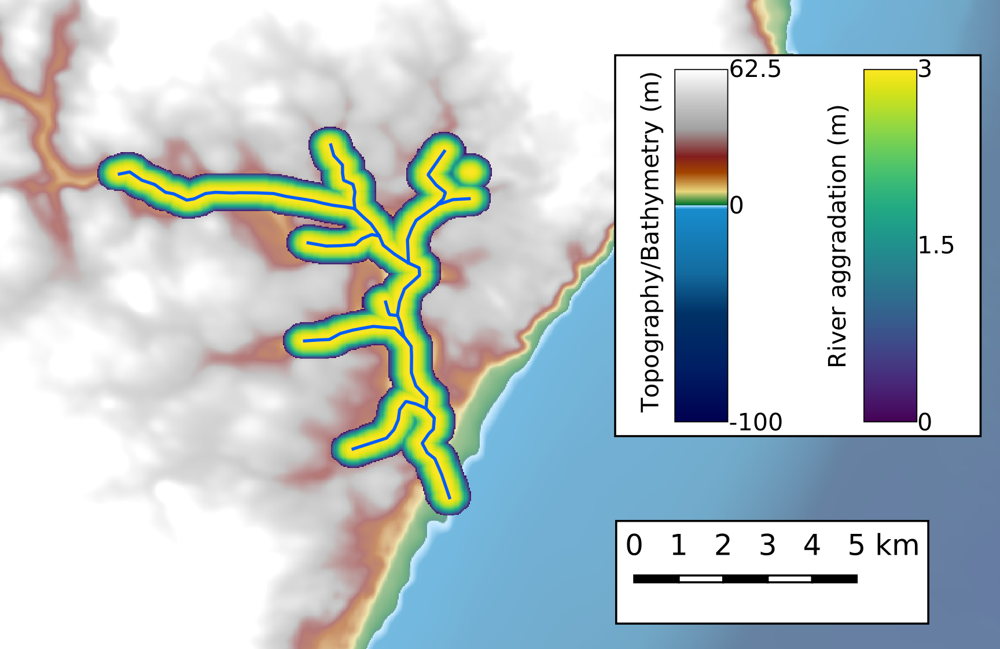 Topography/Bathymetry (m)
62.5
0
-100
River aggradation (m)
3
1.5
0
0 1 2 3 4 5 km